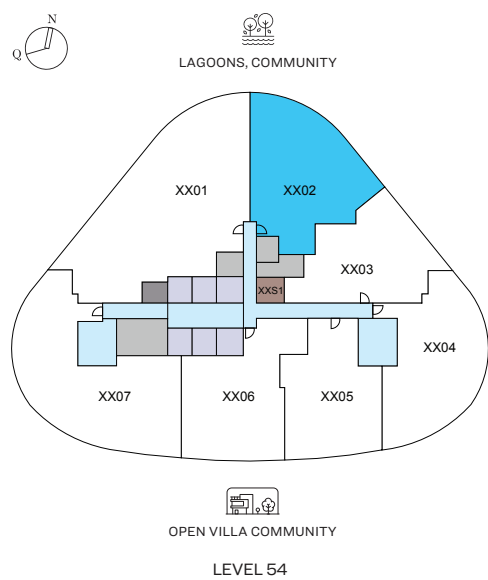 N
Q
LAGOONS, COMMUNITY
XX01
XX02
XX03
XXS1
XX04
XX07
XX06
XX05
OPEN VILLA COMMUNITY
LEVEL 54